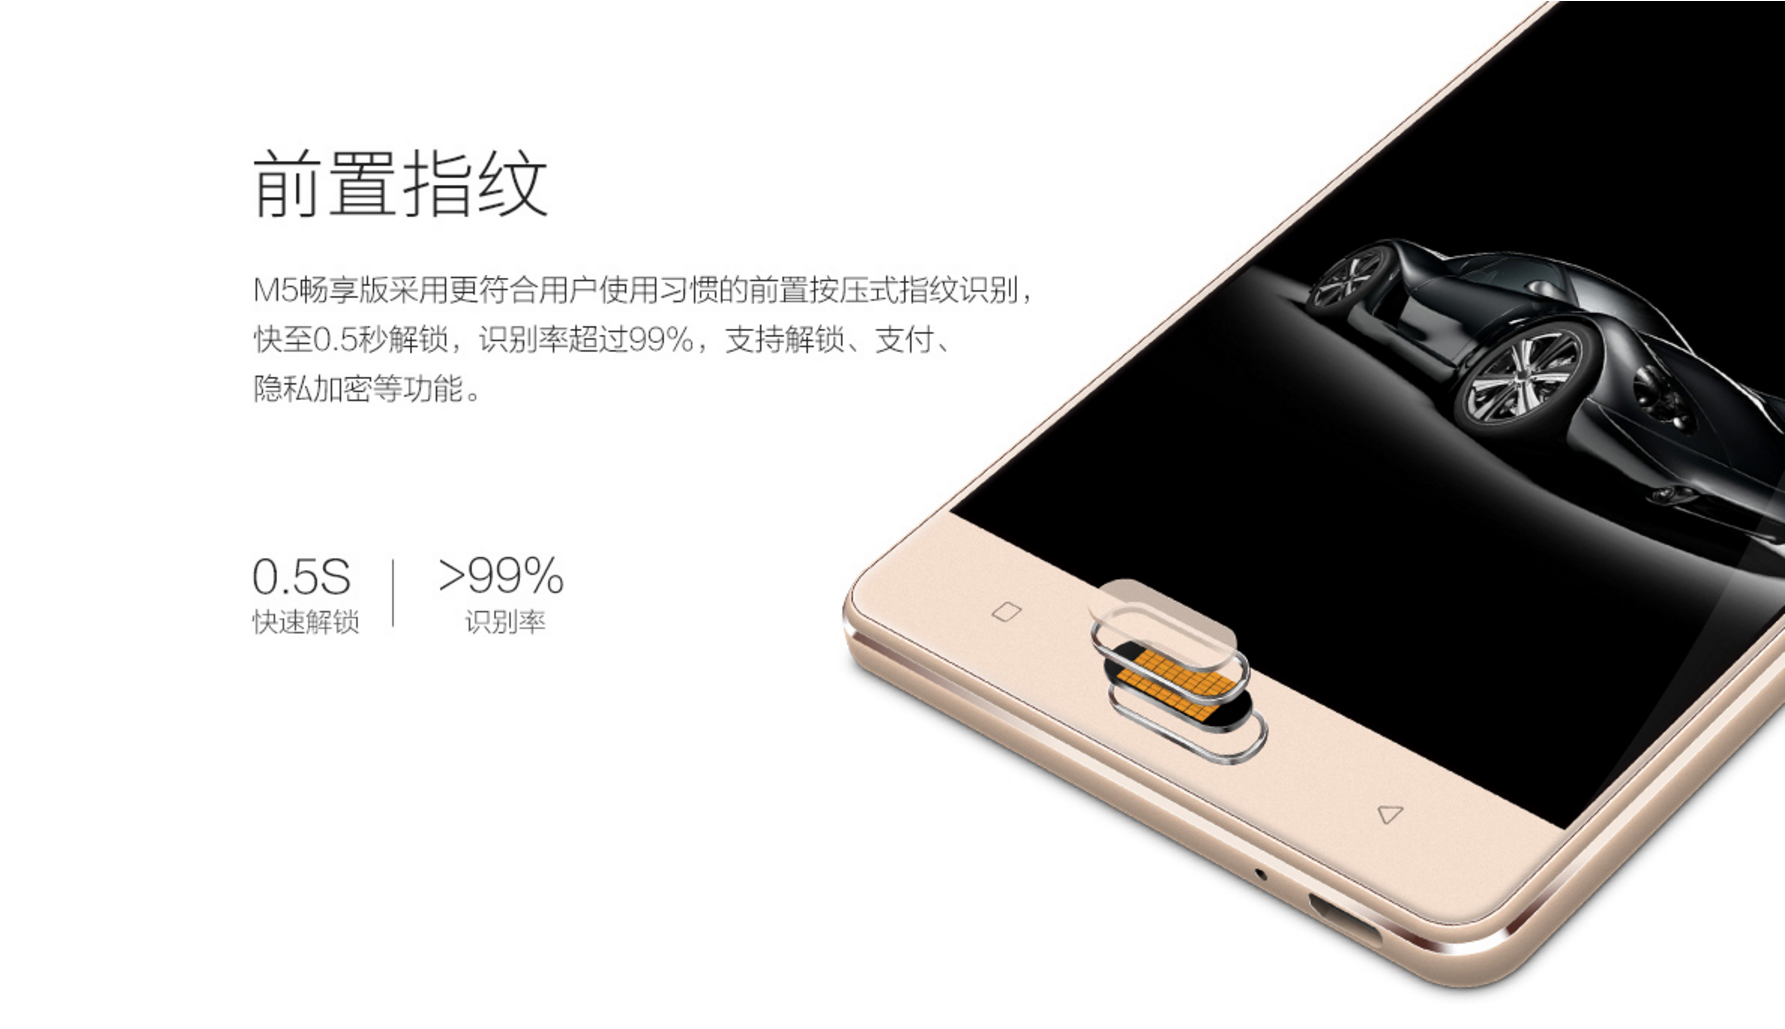 前置指纹
M5畅享版采用更符合用户使用习惯的前置按压式指纹识别，
快至0.5秒解锁，识别率超过99%，支持解锁、支付、
隐私加密等功能。
0.5S
快速解锁
>99%
识别率